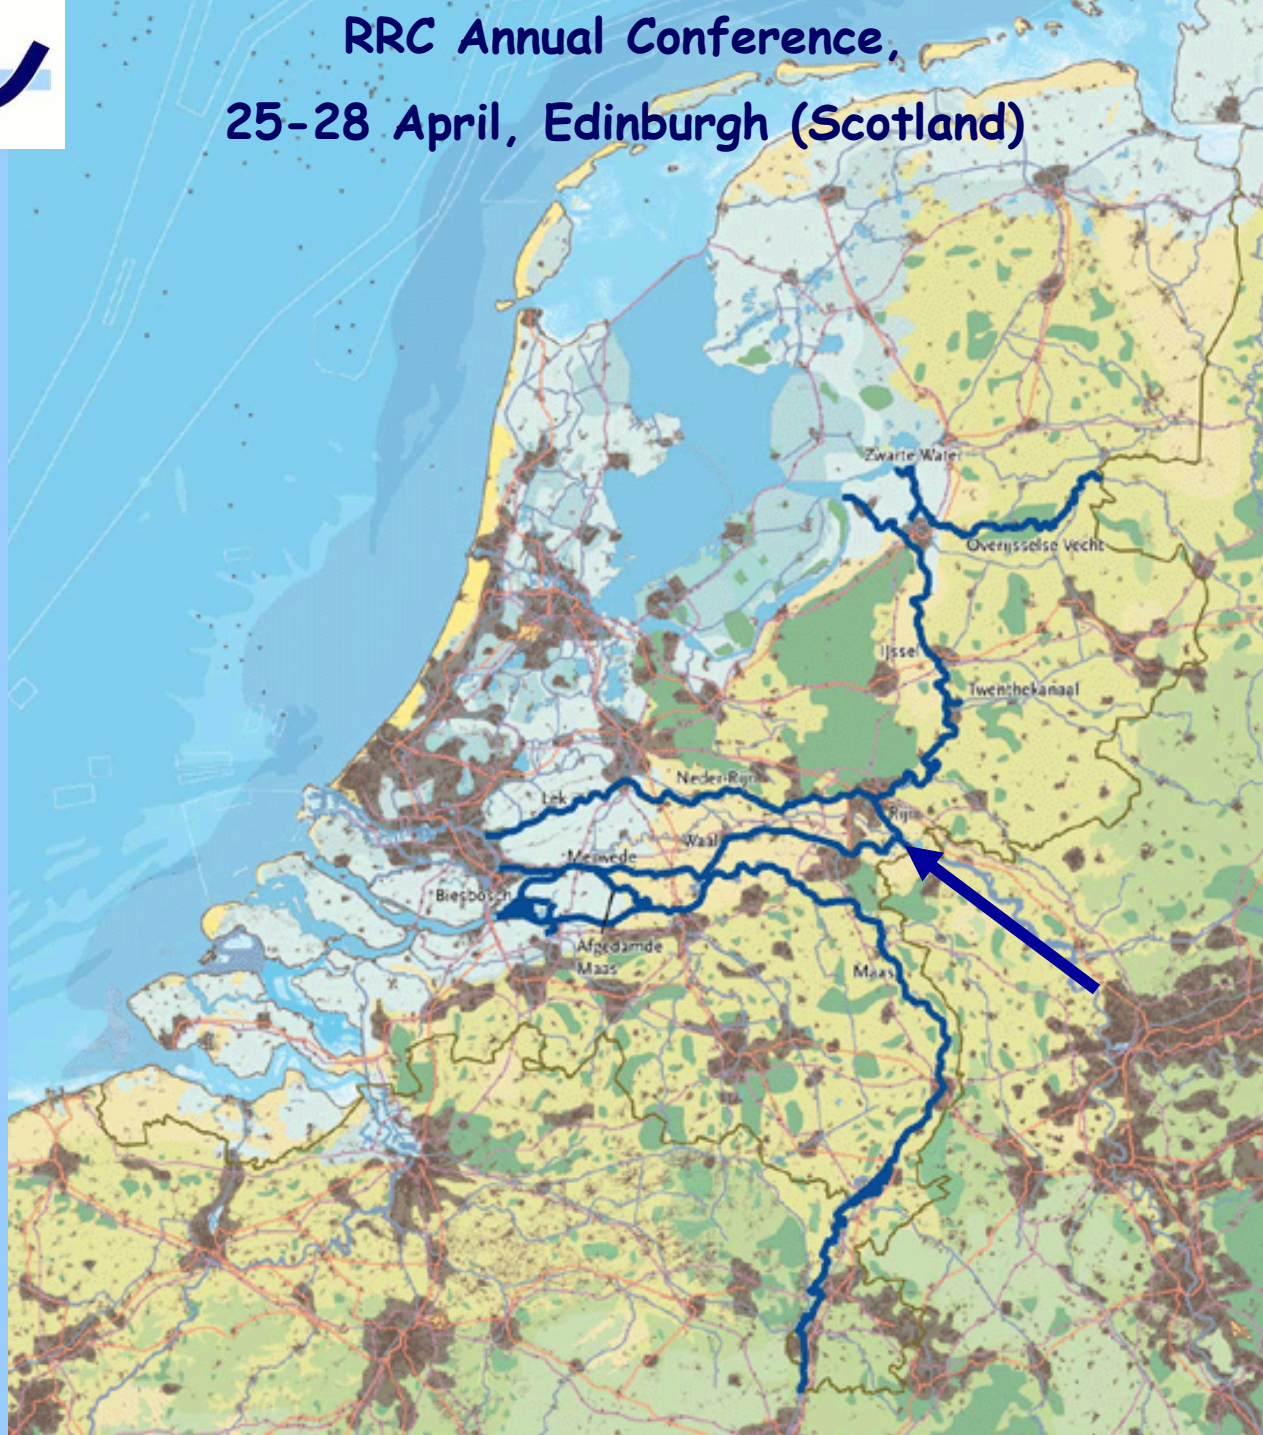 RRC Annual Conference,
25-28 April, Edinburgh (Scotland)
Zwarte Water
Overijsselse Vecht
IJssel
Twenthekanaal
Neder-Rijn
Lek
Rijn
Waal
Merwede
Biesbosch
Afgedamde
Maas
Maas